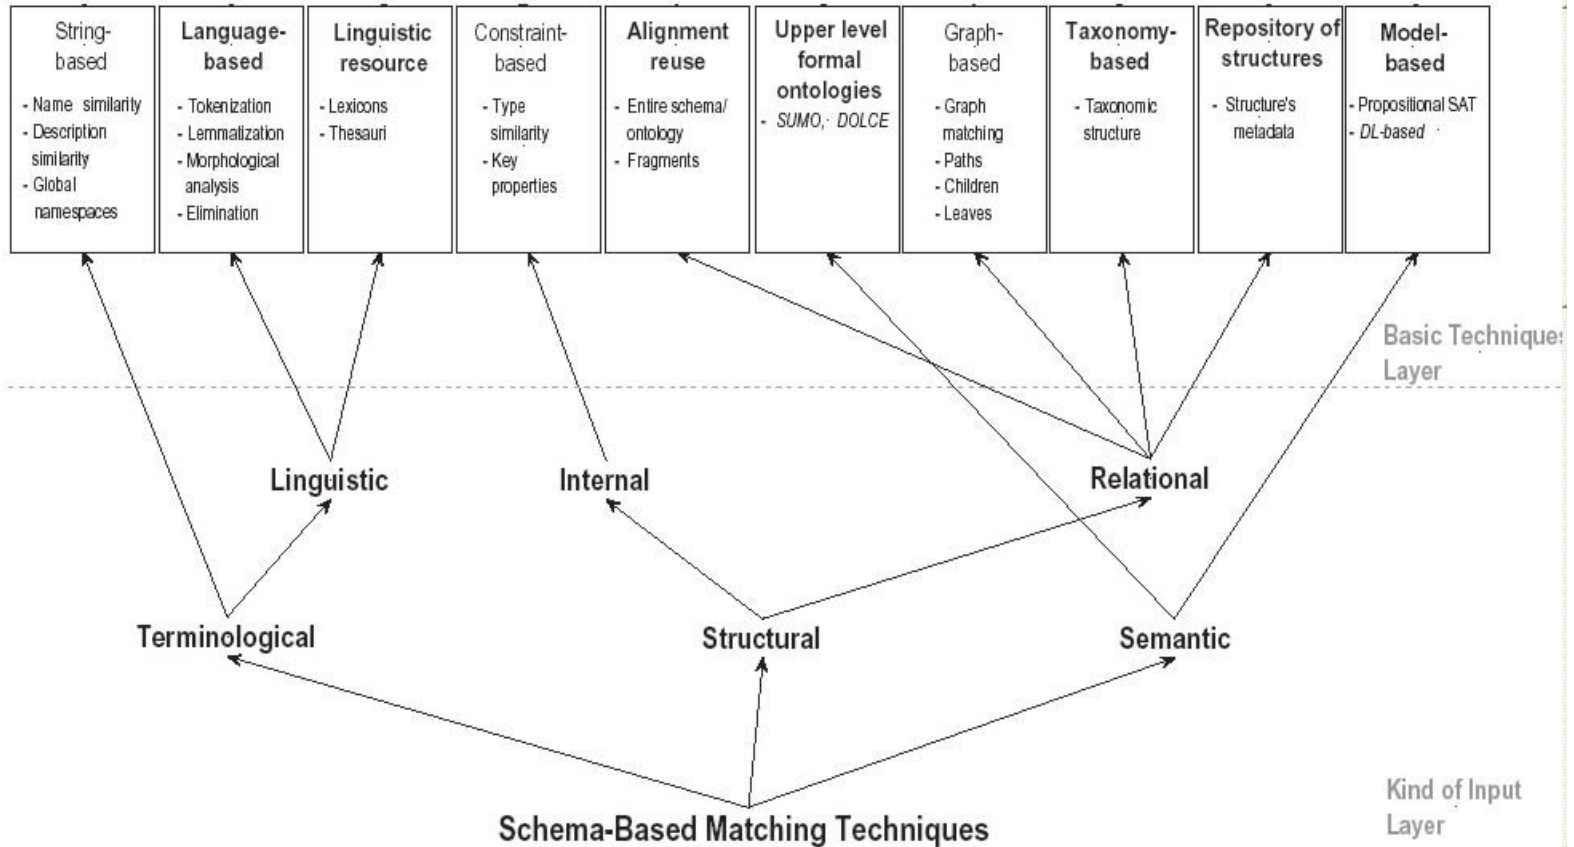 String-
based
- Name similarity
- Description
similarity
- Global
namespaces
Language-
based
- Tokenization
- Lemmatization
- Morphological
analysis
- Elimination
Linguistic
resource
- Lexicons
- Thesauri
Constraint-
based
- Type
similarity
- Key
properties
Alignment
reuse
- Entire schema/
ontology
- Fragments
Upper level
formal
ontologies
- SUMO, DOLCE
Graph-
based
- Graph
matching
- Paths
- Children
- Leaves
Taxonomy-
based
- Taxonomic
structure
Repository of
structures
- Structure's
metadata
Model-
based
- Propositional SAT
- DL-based
Basic Techniques
Layer
Linguistic
Internal
Relational
Terminological
Structural
Semantic
Kind of Input
Layer
Schema-Based Matching Techniques